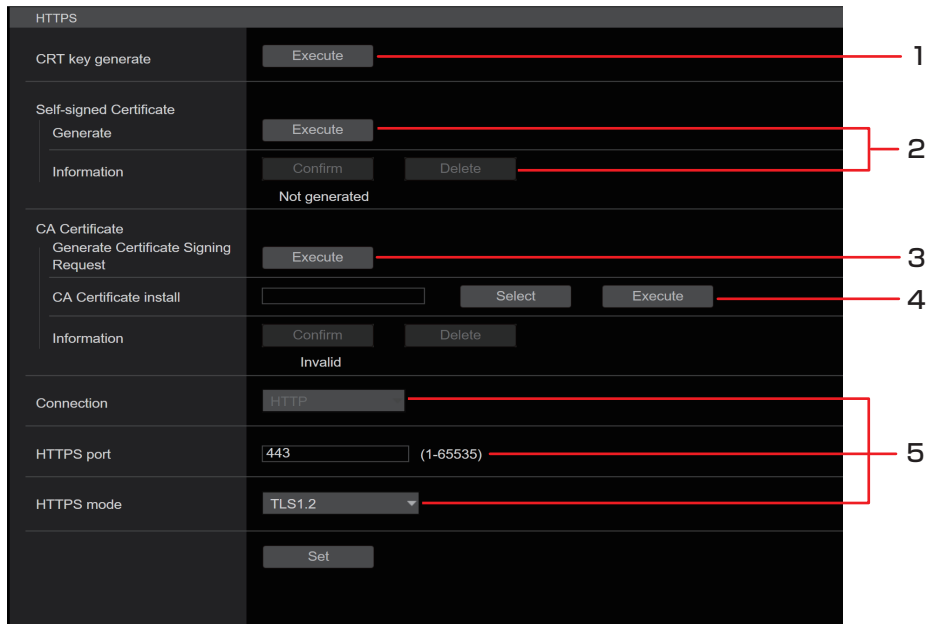 HTTPS
CRT key generate
Execute
1
Self-signed Certificate
Generate
Execute
2
Information
Confirm
Delete
Not generated
CA Certificate
Generate Certificate Signing
Request
Execute
3
CA Certificate install
Select
Execute
4
Information
Confirm
Delete
Invalid
Connection
HTTP
HTTPS port
443
(1-65535)
5
HTTPS mode
TLS1.2
Set